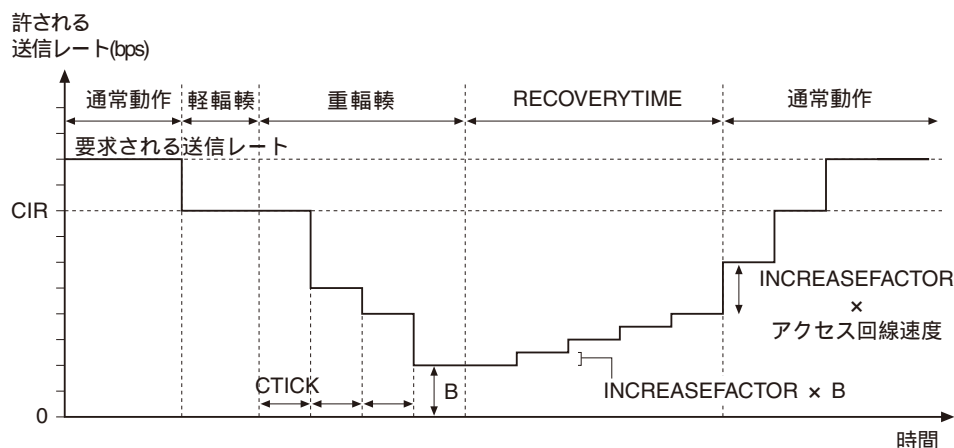 許される
送信レート(bps)
通常動作
軽輻輳
重輻輳
RECOVERYTIME
通常動作
要求される送信レート
CIR
INCREASEFACTOR
×
アクセス回線速度
CTICK
B
INCREASEFACTOR × B
0
時間